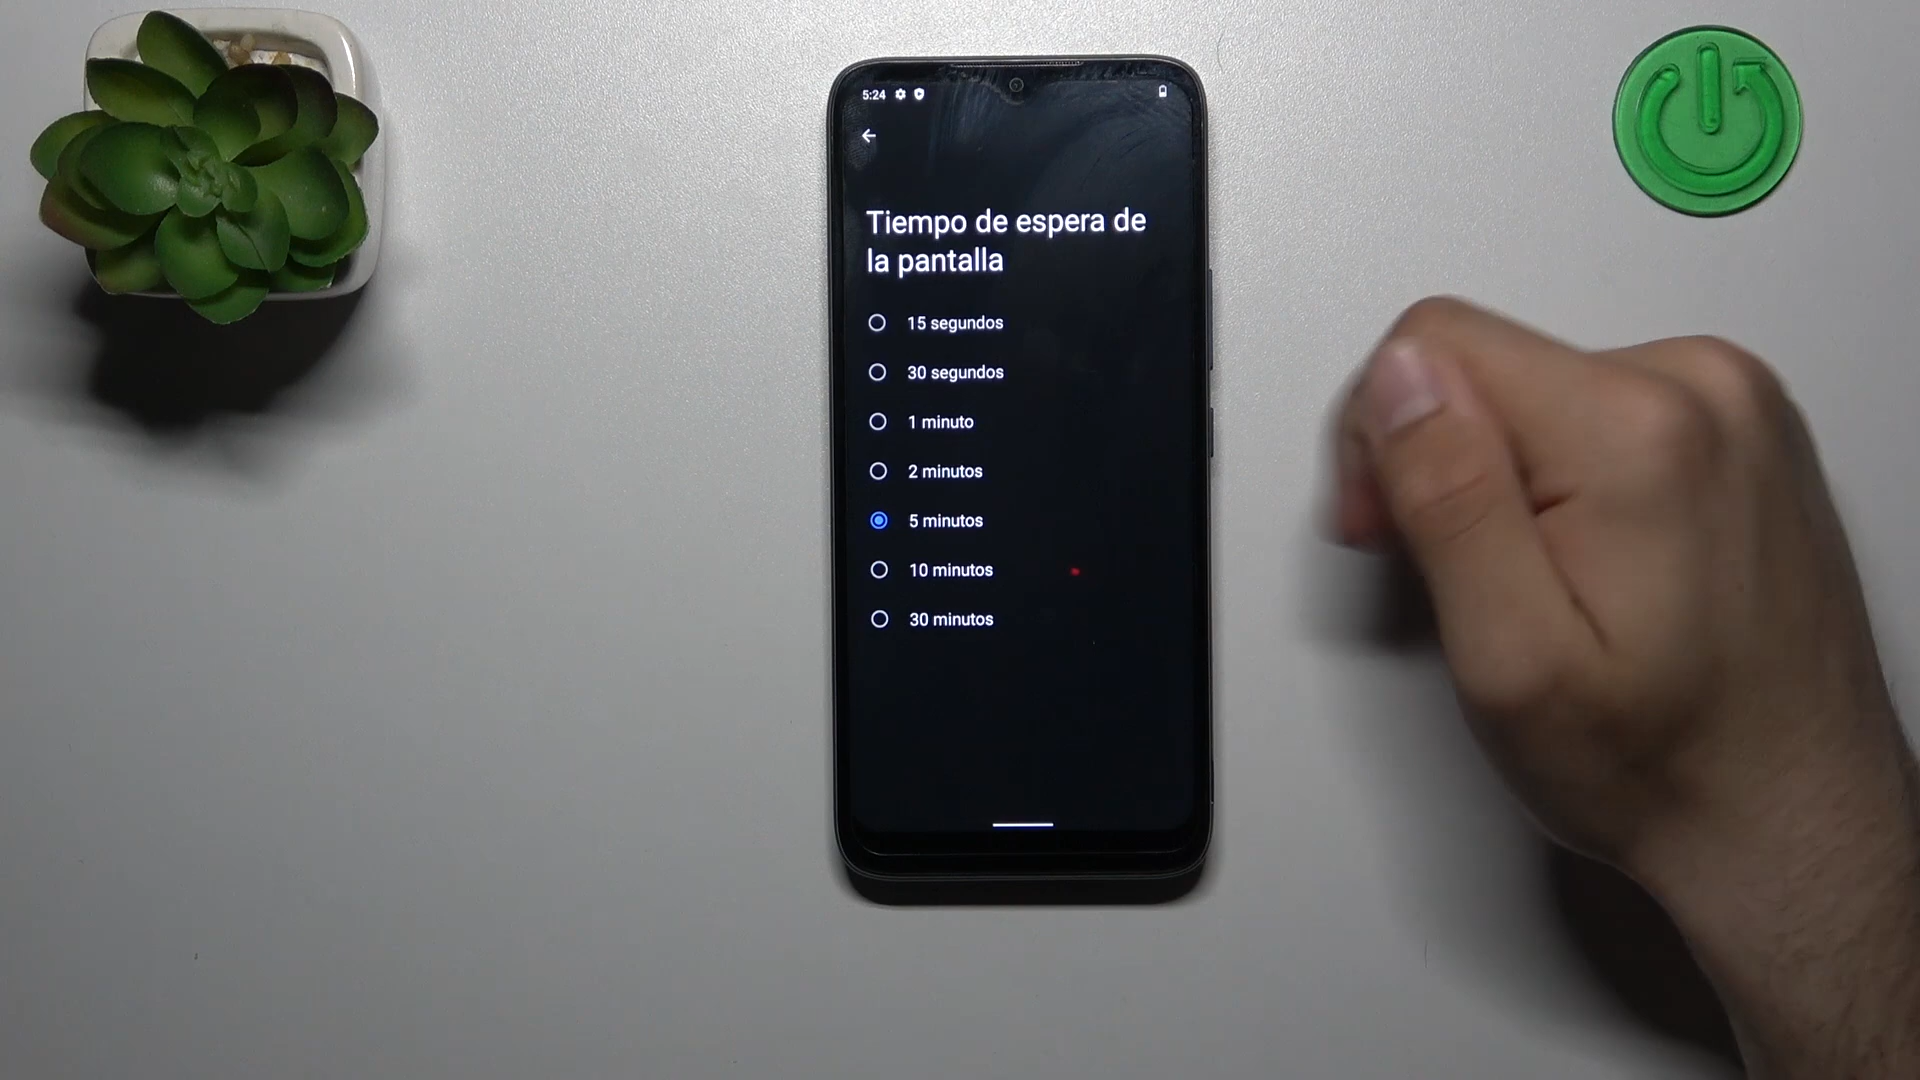 5:24
Tiempo de espera de
la pantalla
15 segundos
30 segundos
1 minuto
2 minutos
5 minutos
10 minutos
30 minutos